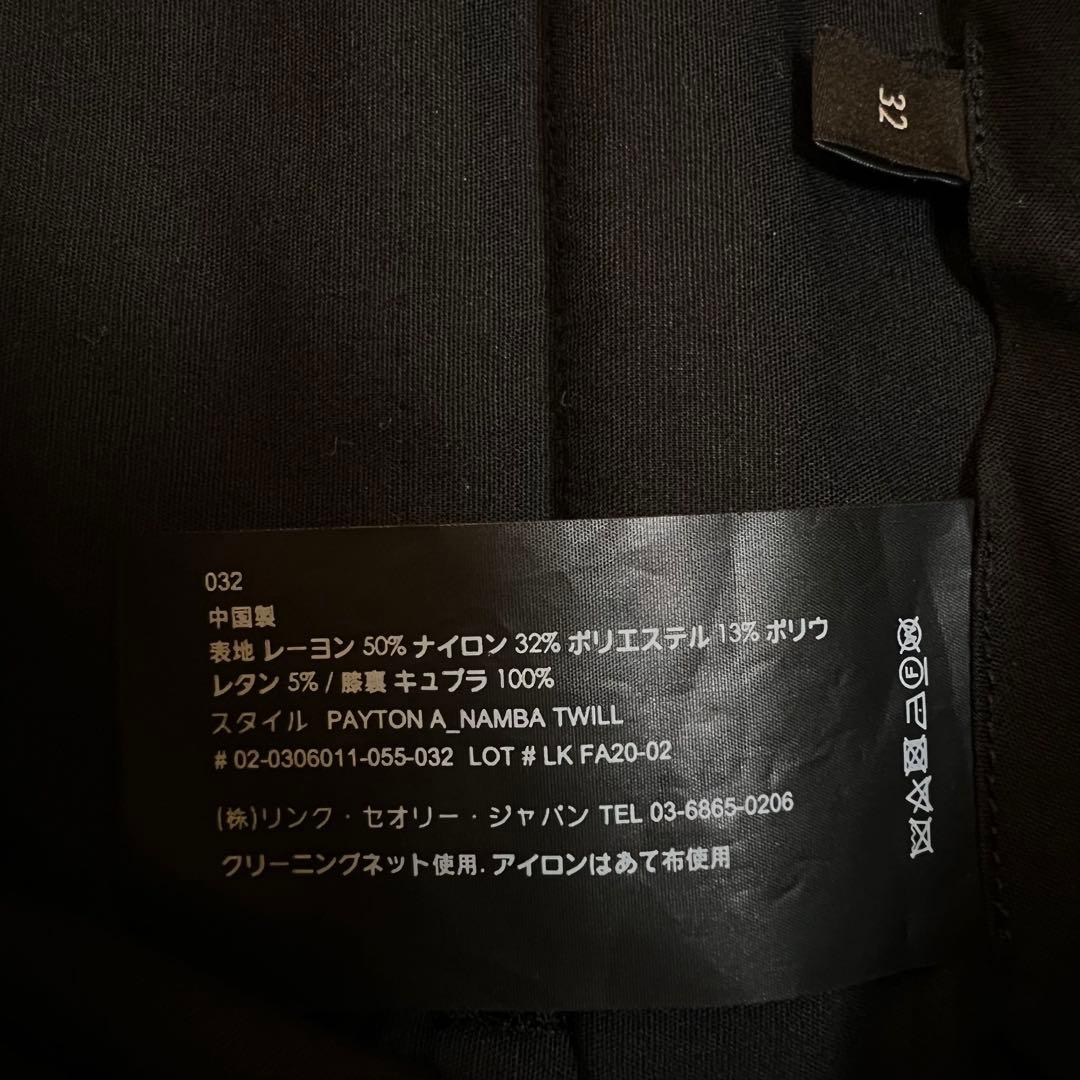 32
032
中国製
表地 レーヨン 50% ナイロン 32% ポリエステル 13% ポリウ
レタン 5% / 膝裏 キュプラ 100%
スタイル PAYTON A_NAMBA TWILL
# 02-0306011-055-032 LOT # LK FA20-02
(株)リンク・セオリー・ジャパン TEL 03-6865-0206
クリーニングネット使用. アイロンはあて布使用